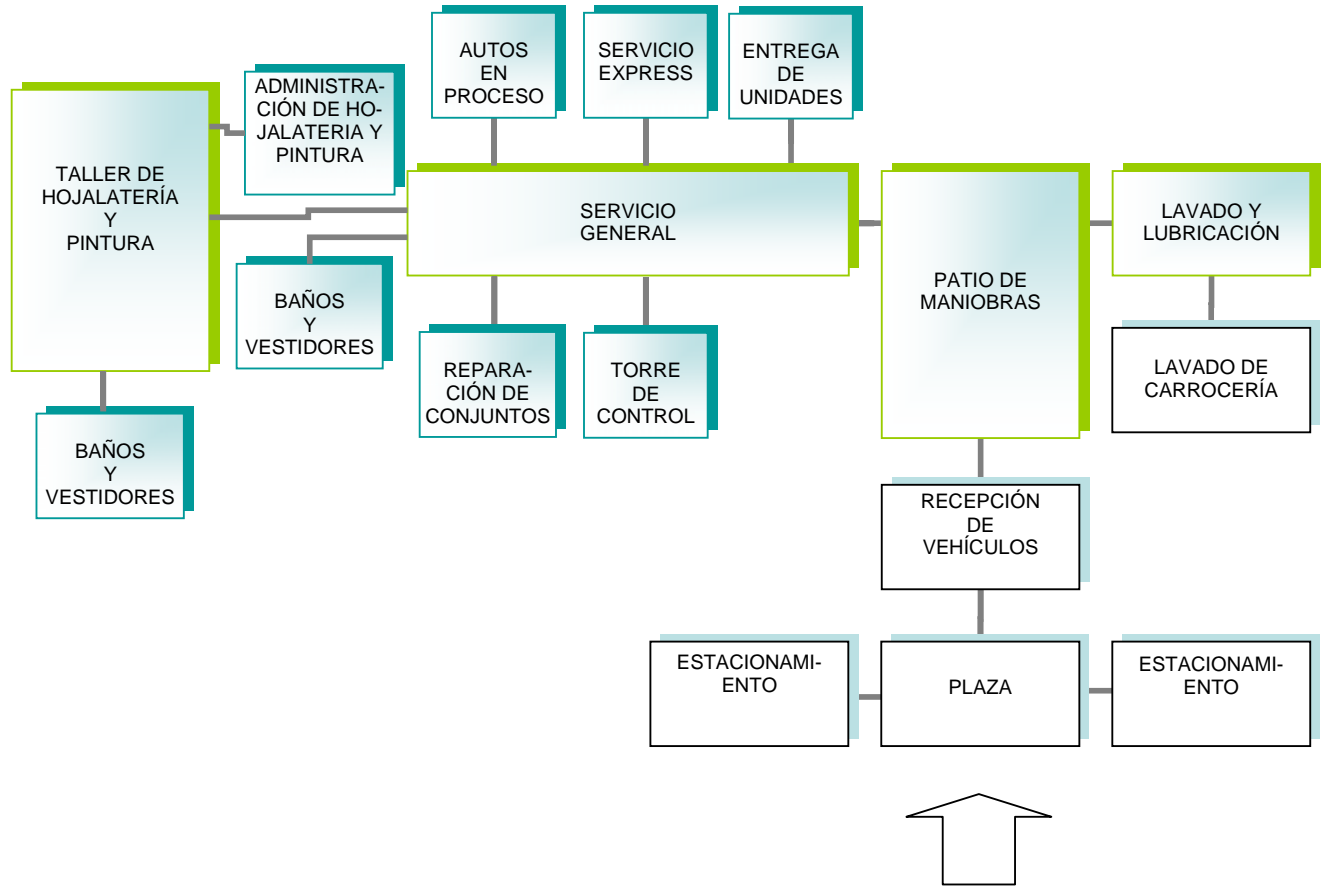 AUTOS
EN
PROCESO
SERVICIO
EXPRESS
ENTREGA
DE
UNIDADES
ADMINISTRA-
CIÓN DE HO-
JALATERIA Y
PINTURA
TALLER DE
HOJALATERÍA
Y
PINTURA
SERVICIO
GENERAL
LAVADO Y
LUBRICACIÓN
PATIO DE
MANIOBRAS
BAÑOS
Y
VESTIDORES
REPARA-
CIÓN DE
CONJUNTOS
TORRE
DE
CONTROL
LAVADO DE
CARROCERÍA
BAÑOS
Y
VESTIDORES
RECEPCIÓN
DE
VEHÍCULOS
ESTACIONAMI-
ENTO
PLAZA
ESTACIONAMI-
ENTO